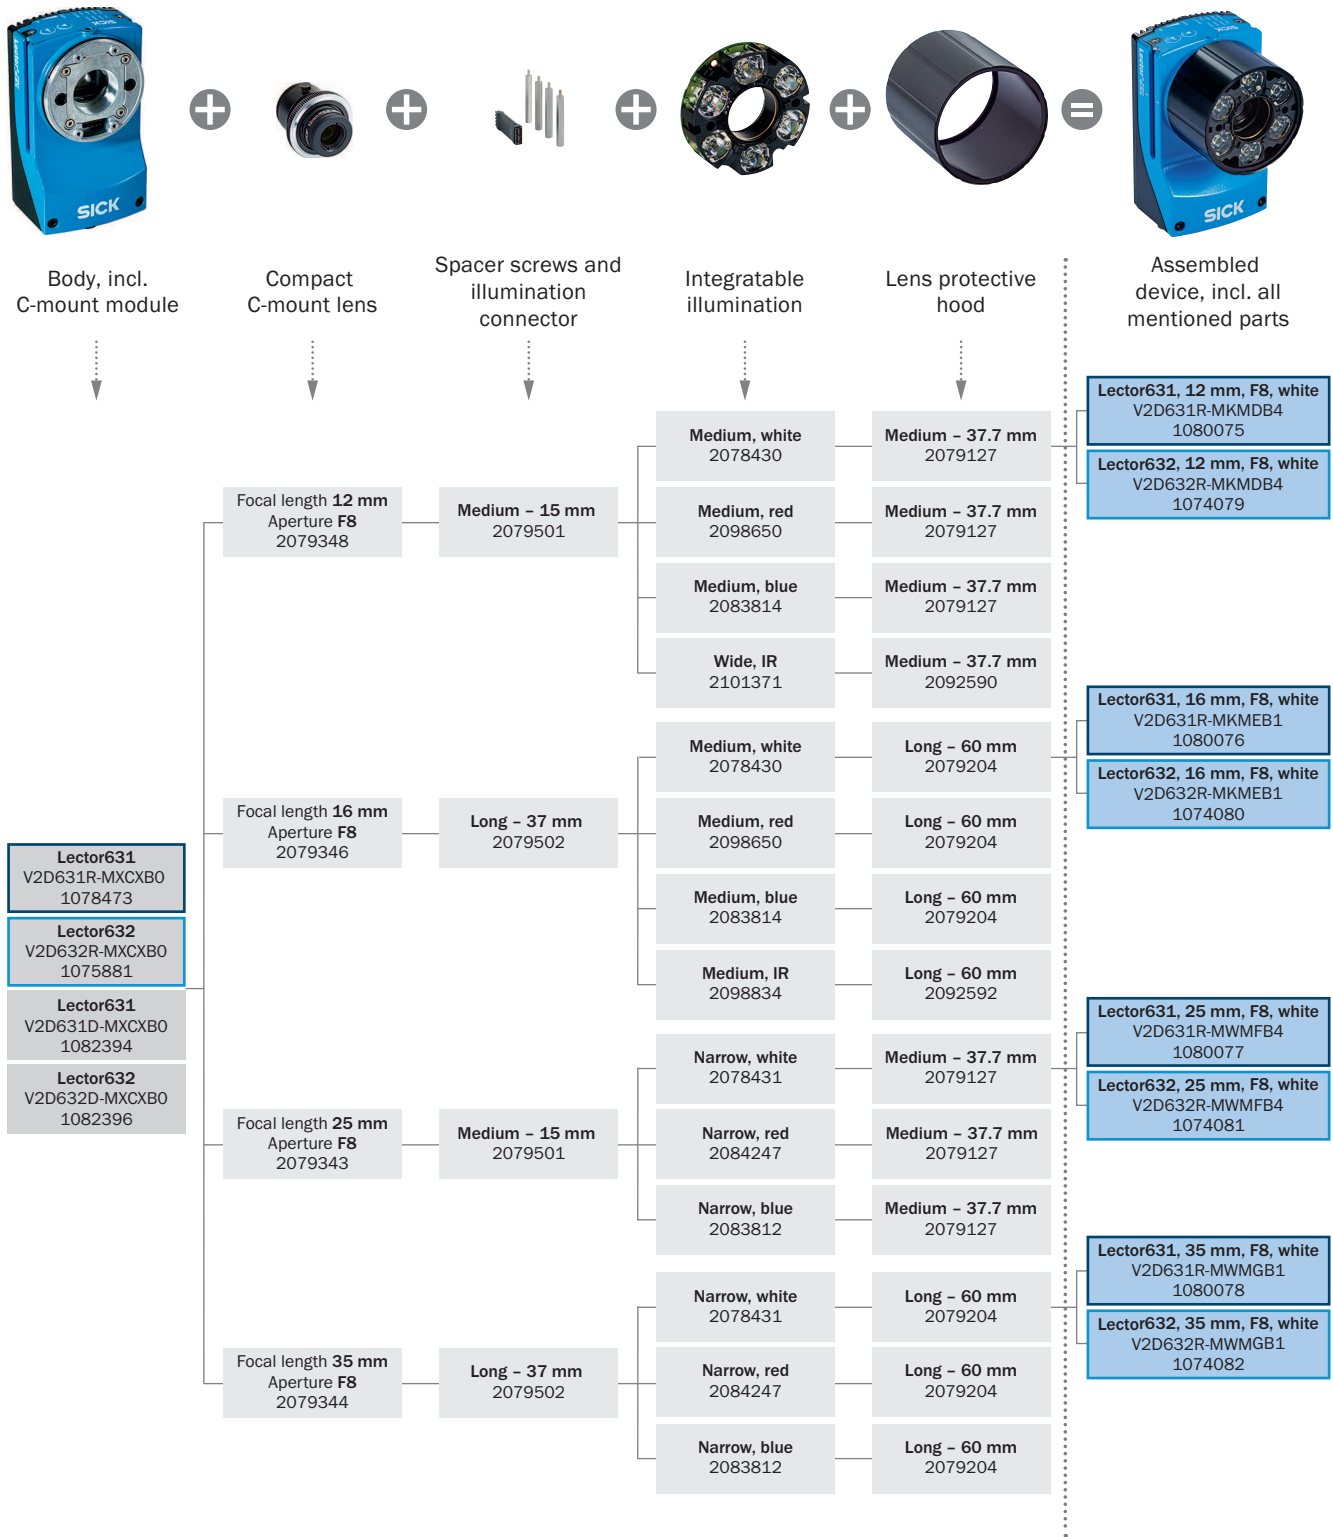 SICK
SICK
Body, incl.
C-mount module
Compact
C-mount lens
Spacer screws and
illumination
connector
Integratable
illumination
Lens protective
hood
Assembled
device, incl. all
mentioned parts
Lector631
V2D631R-MXCXB0
1078473
Lector632
V2D632R-MXCXB0
1075881
Lector631
V2D631D-MXCXB0
1082394
Lector632
V2D632D-MXCXB0
1082396
Focal length 12 mm
Aperture F8
2079348
Medium – 15 mm
2079501
Medium, white
2078430
Medium – 37.7 mm
2079127
Medium, red
2098650
Medium – 37.7 mm
2079127
Medium, blue
2083814
Medium – 37.7 mm
2079127
Wide, IR
2101371
Medium – 37.7 mm
2092590
Lector631, 12 mm, F8, white
V2D631R-MKMDB4
1080075
Lector632, 12 mm, F8, white
V2D632R-MKMDB4
1074079
Focal length 16 mm
Aperture F8
2079346
Long – 37 mm
2079502
Medium, white
2078430
Long – 60 mm
2079204
Medium, red
2098650
Long – 60 mm
2079204
Medium, blue
2083814
Long – 60 mm
2079204
Medium, IR
2098834
Long – 60 mm
2092592
Lector631, 16 mm, F8, white
V2D631R-MKMEB1
1080076
Lector632, 16 mm, F8, white
V2D632R-MKMEB1
1074080
Focal length 25 mm
Aperture F8
2079343
Medium – 15 mm
2079501
Narrow, white
2078431
Medium – 37.7 mm
2079127
Narrow, red
2084247
Medium – 37.7 mm
2079127
Narrow, blue
2083812
Medium – 37.7 mm
2079127
Lector631, 25 mm, F8, white
V2D631R-MWMFB4
1080077
Lector632, 25 mm, F8, white
V2D632R-MWMFB4
1074081
Focal length 35 mm
Aperture F8
2079344
Long – 37 mm
2079502
Narrow, white
2078431
Long – 60 mm
2079204
Narrow, red
2084247
Long – 60 mm
2079204
Narrow, blue
2083812
Long – 60 mm
2079204
Lector631, 35 mm, F8, white
V2D631R-MWMGB1
1080078
Lector632, 35 mm, F8, white
V2D632R-MWMGB1
1074082